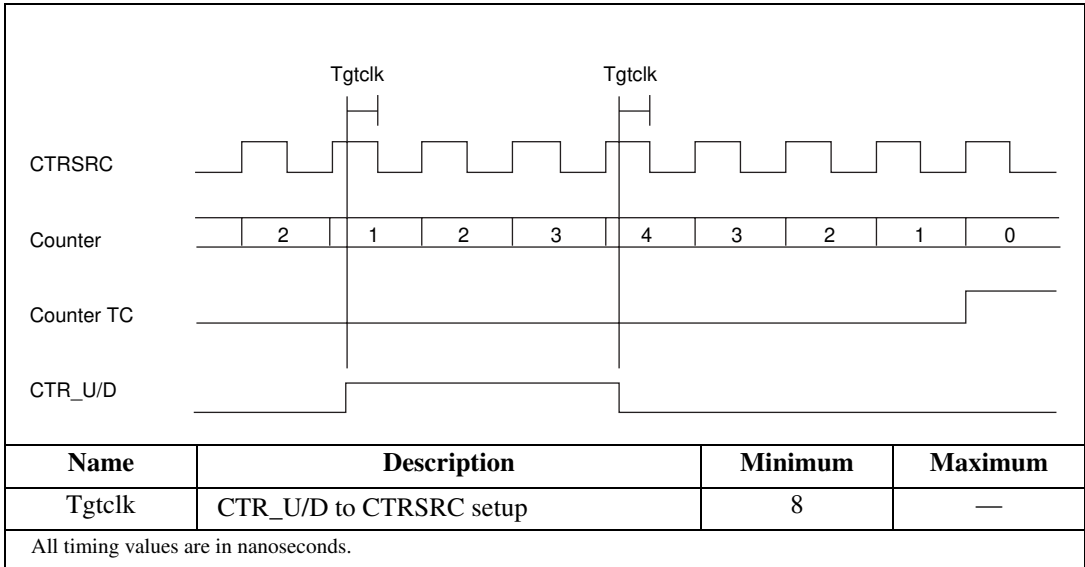 Tgtclk Tgtclk
CTRSRC
Counter 2 1 2 3 4 3 2 1 0
Counter TC
CTR_U/D
Name Description Minimum Maximum
Tgtclk CTR_U/D to CTRSRC setup 8 —
All timing values are in nanoseconds.